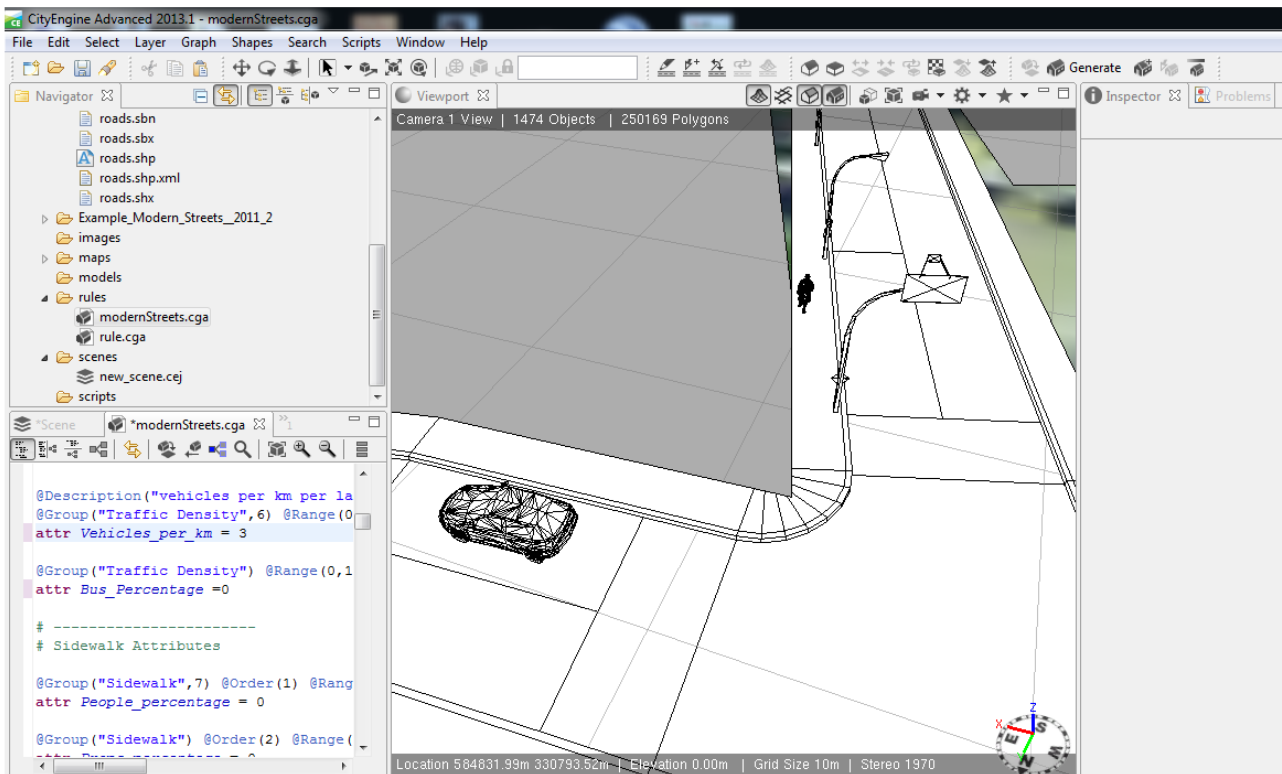 CityEngine Advanced 2013.1 - modernStreets.cga
File Edit Select Layer Graph Shapes Search Scripts Window Help
Generate
Navigator
roads.sbn
roads.sbx
roads.shp
roads.shp.xml
roads.shx
Example_Modern_Streets__2011_2
images
maps
models
rules
modernStreets.cga
rule.cga
scenes
new_scene.cej
scripts
*Scene *modernStreets.cga 1
@Description("vehicles per km per la
@Group("Traffic Density",6) @Range(0
attr Vehicles_per_km = 3
@Group("Traffic Density") @Range(0,1
attr Bus_Percentage =0
# -----------------------
# Sidewalk Attributes
@Group("Sidewalk",7) @Order(1) @Rang
attr People_percentage = 0
@Group("Sidewalk") @Order(2) @Range(
Viewport
Camera 1 View | 1474 Objects | 250169 Polygons
X Z
S E W N
Location 584831.99m 330793.52m | Elevation 0.00m | Grid Size 10m | Stereo 1970
Inspector Problems